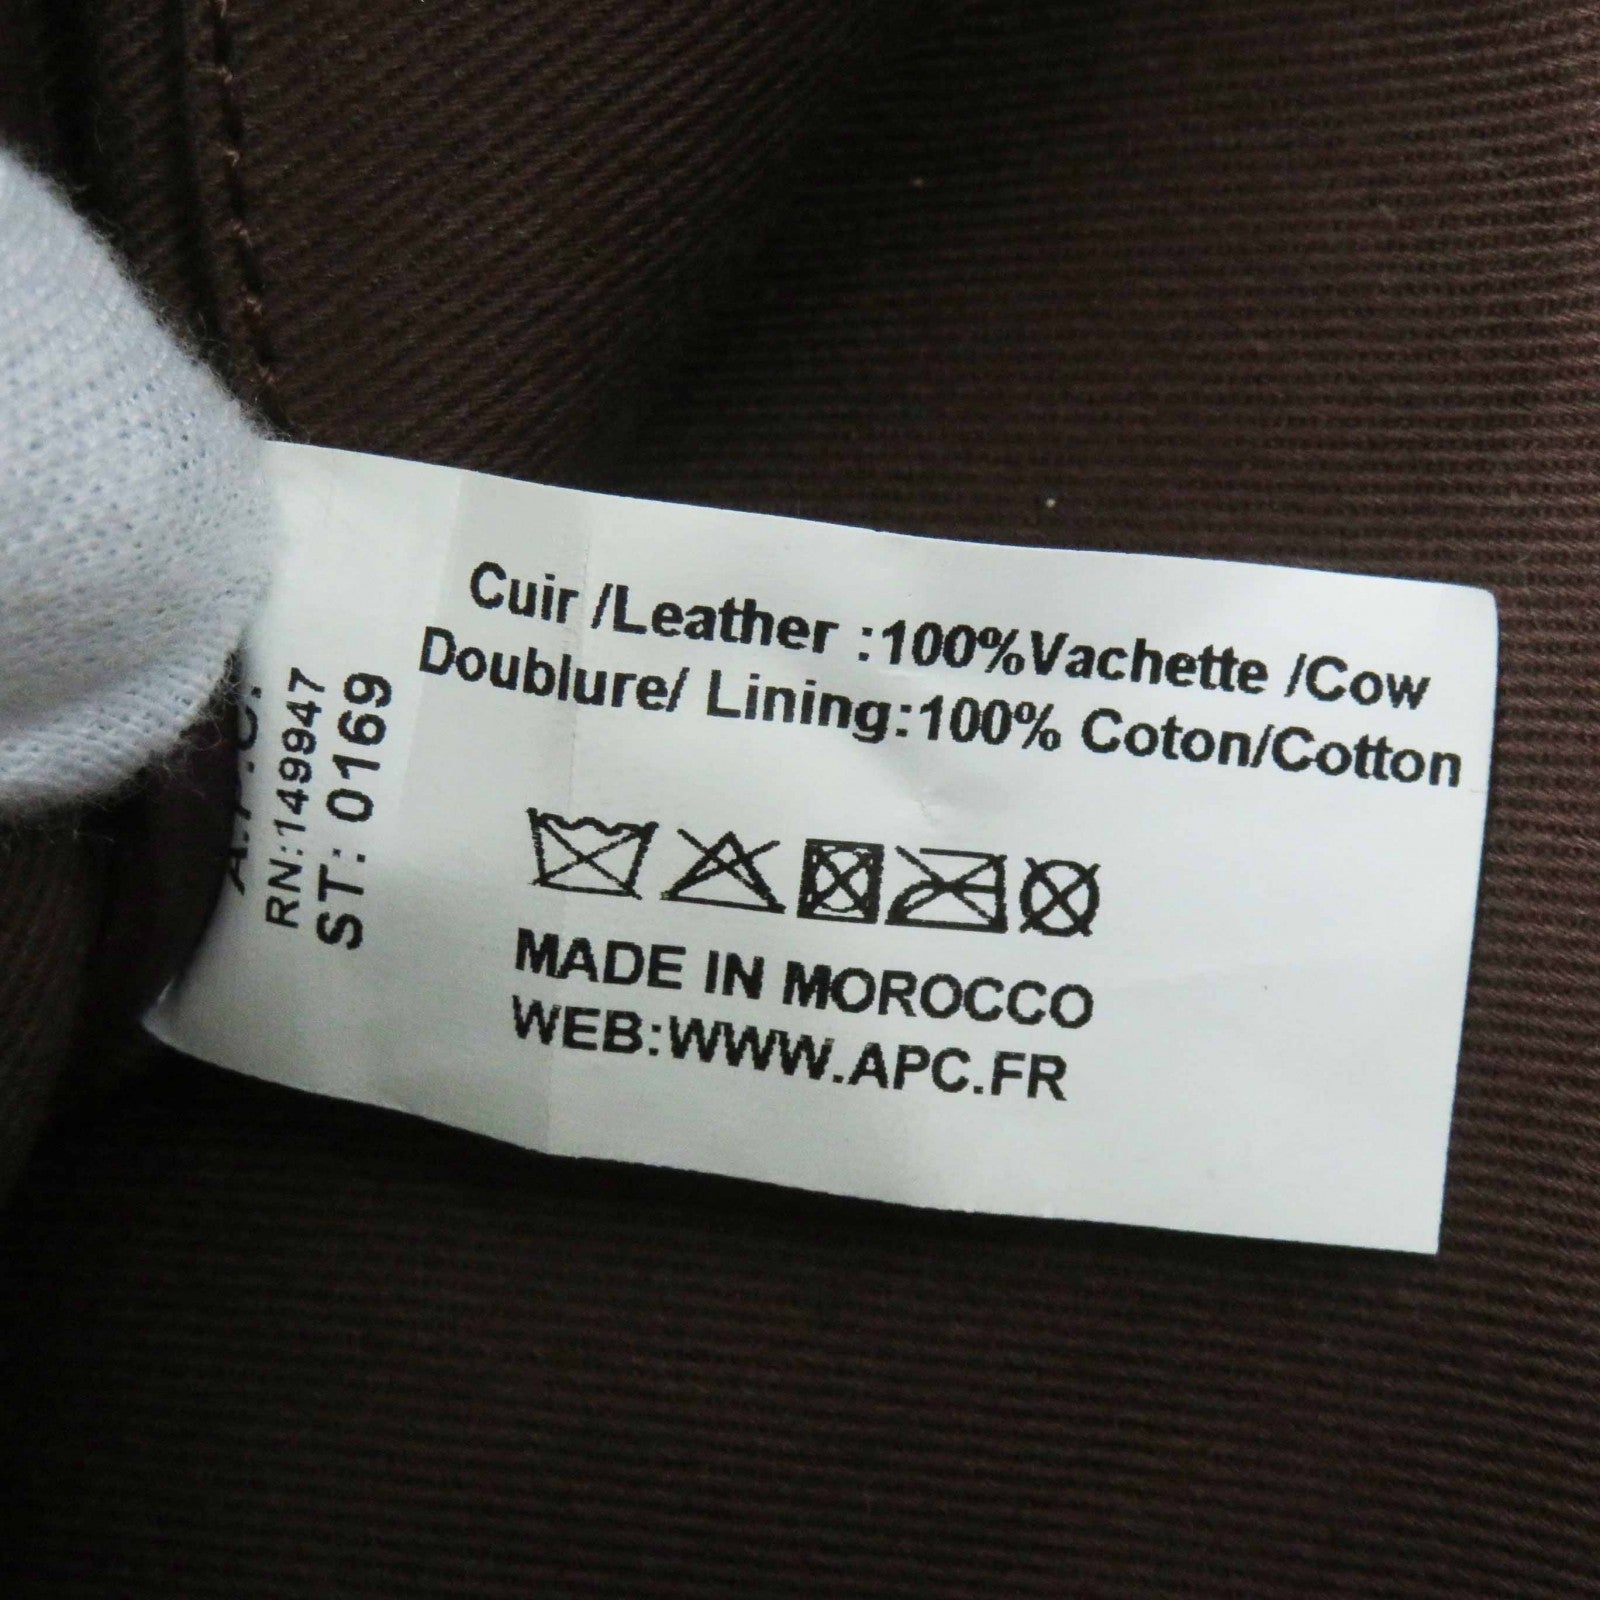 Cuir /Leather :100%Vachette /Cow
Doublure/ Lining:100% Coton/Cotton
MADE IN MOROCCO
WEB:WWW.APC.FR
A.P.C.
RN:149947
ST: 0169